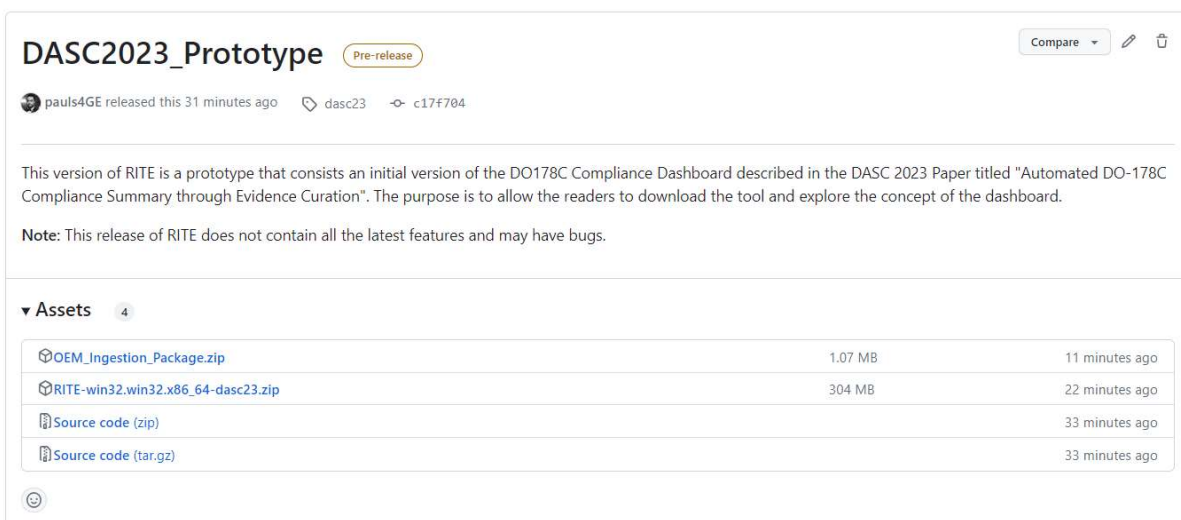 DASC2023_Prototype Pre-release Compare
pauls4GE released this 31 minutes ago dasc23 c17f704
This version of RITE is a prototype that consists an initial version of the DO178C Compliance Dashboard described in the DASC 2023 Paper titled "Automated DO-178C
Compliance Summary through Evidence Curation". The purpose is to allow the readers to download the tool and explore the concept of the dashboard.
Note: This release of RITE does not contain all the latest features and may have bugs.
Assets 4
OEM_Ingestion_Package.zip 1.07 MB 11 minutes ago
RITE-win32.win32.x86_64-dasc23.zip 304 MB 22 minutes ago
Source code (zip) 33 minutes ago
Source code (tar.gz) 33 minutes ago